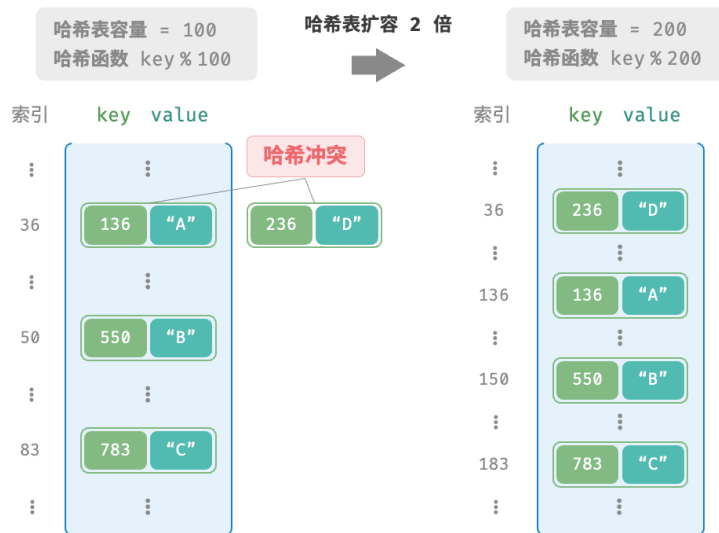 哈希表容量 = 100
哈希函数 key % 100
哈希表扩容 2 倍
哈希表容量 = 200
哈希函数 key % 200
索引 key value
哈希冲突
36 136 “A” 236 “D”
50 550 “B”
83 783 “C”
索引 key value
36 236 “D”
136 136 “A”
150 550 “B”
183 783 “C”